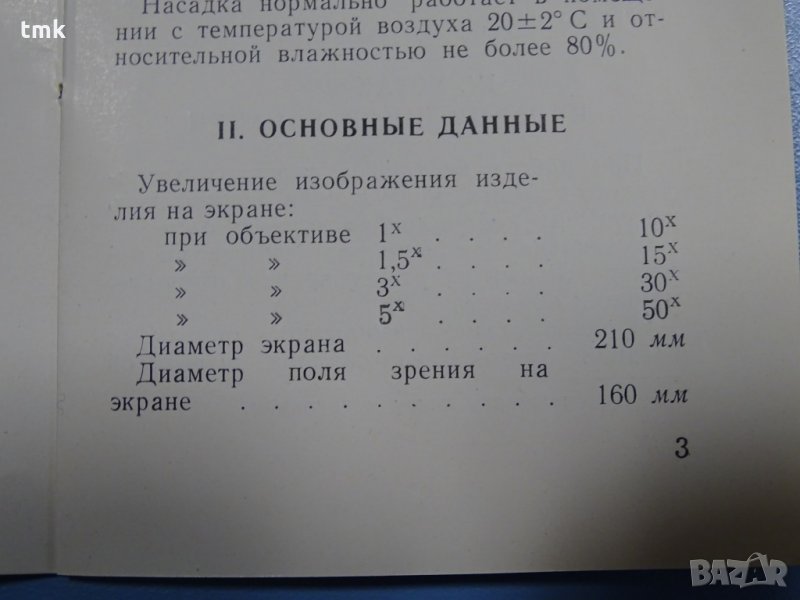 tmk
Насадка нормально работает в помеще-
нии с температурой воздуха 20±2° С и от-
носительной влажностью не более 80%.
II. ОСНОВНЫЕ ДАННЫЕ
Увеличение изображения изде-
лия на экране:
при объективе 1ˣ . . . . 10ˣ
» » 1,5ˣ . . . . 15ˣ
» » 3ˣ . . . . 30ˣ
» » 5ˣ . . . . 50ˣ
Диаметр экрана . . . . . . 210 мм
Диаметр поля зрения на
экране . . . . . . . . . . 160 мм
3
BAZAR